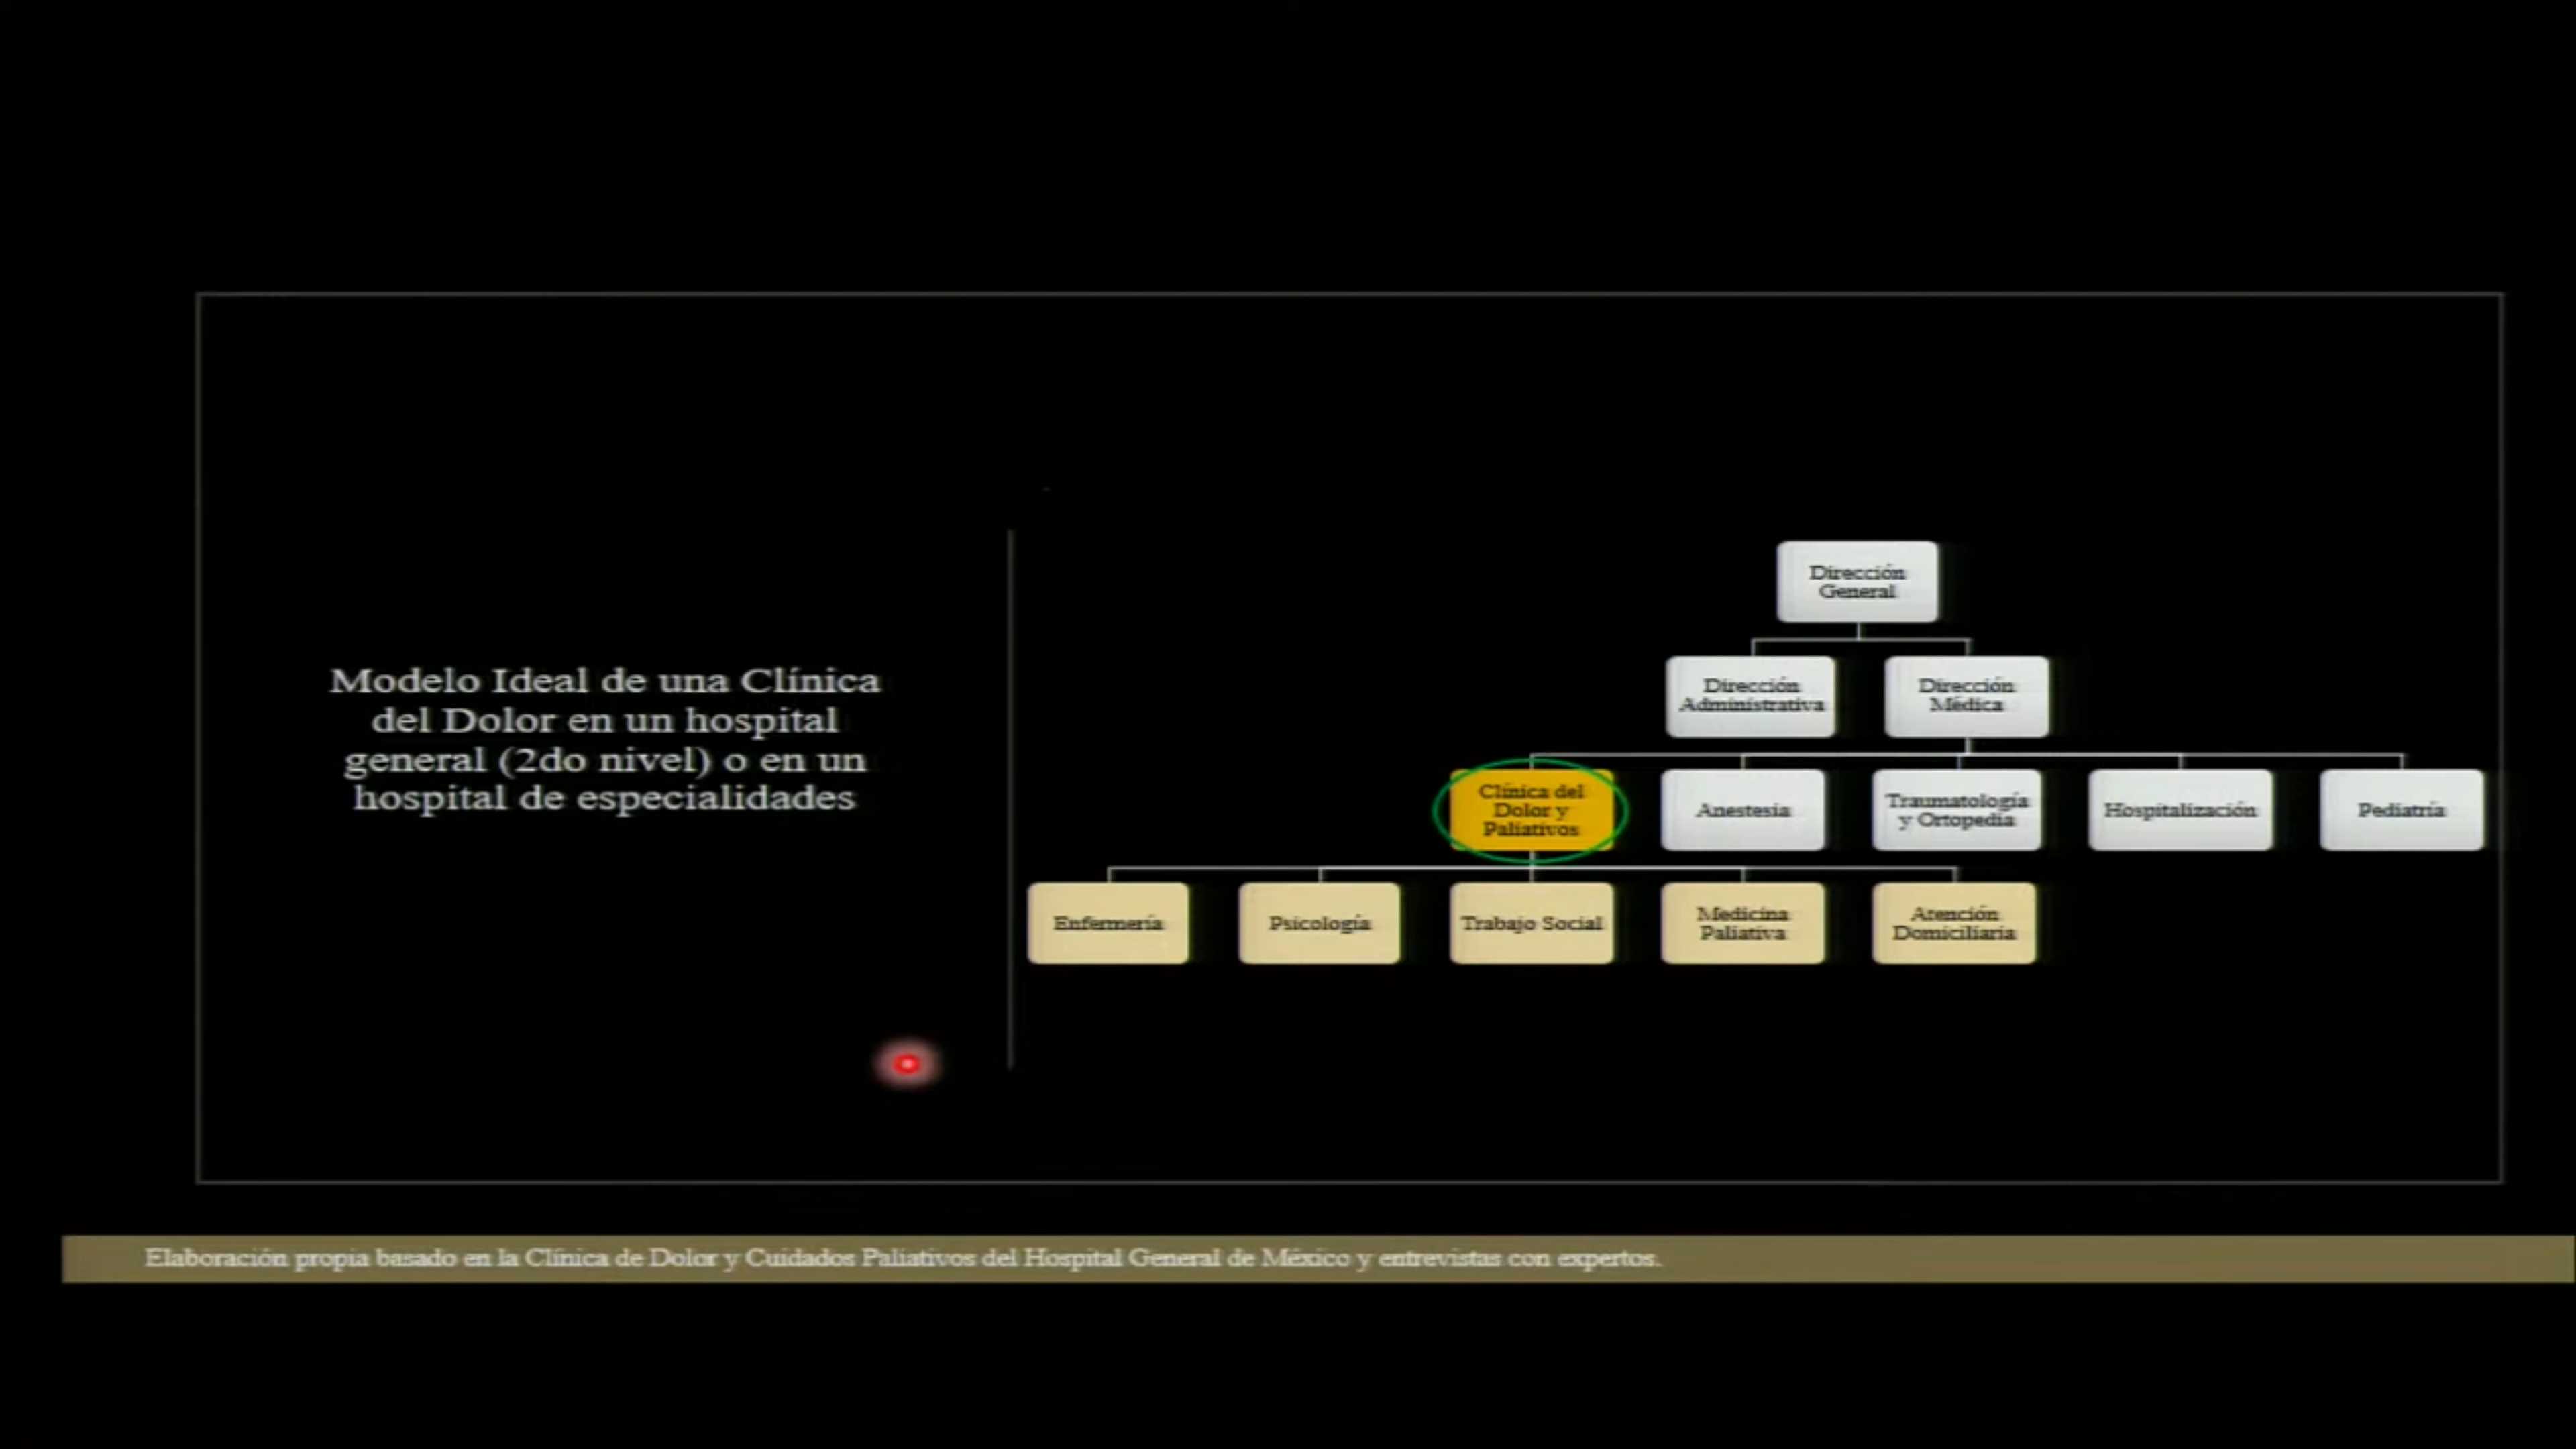 Modelo Ideal de una Clínica
del Dolor en un hospital
general (2do nivel) o en un
hospital de especialidades
Dirección
General
Dirección
Administrativa
Dirección
Médica
Clínica del
Dolor y
Paliativos
Anestesia
Traumatología
y Ortopedia
Hospitalización
Pediatría
Enfermería
Psicología
Trabajo Social
Medicina
Paliativa
Atención
Domiciliaria
Elaboración propia basado en la Clínica de Dolor y Cuidados Paliativos del Hospital General de México y entrevistas con expertos.